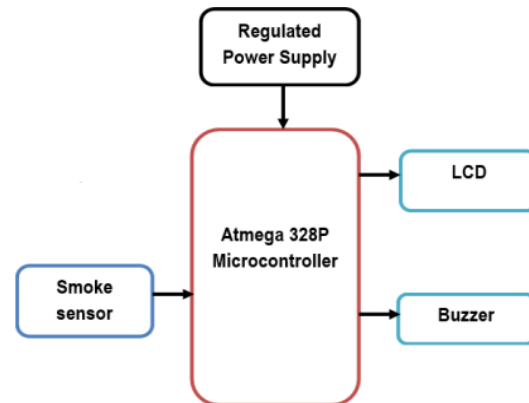 Regulated
Power Supply
LCD
Atmega 328P
Microcontroller
Smoke
sensor
Buzzer